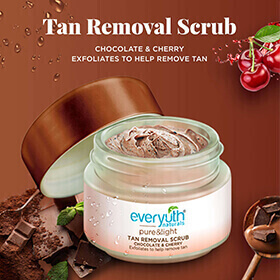 Tan Removal Scrub
CHOCOLATE & CHERRY
EXFOLIATES TO HELP REMOVE TAN
everyuth
naturals
pure&light
TAN REMOVAL SCRUB
CHOCOLATE & CHERRY
Exfoliates to help remove tan